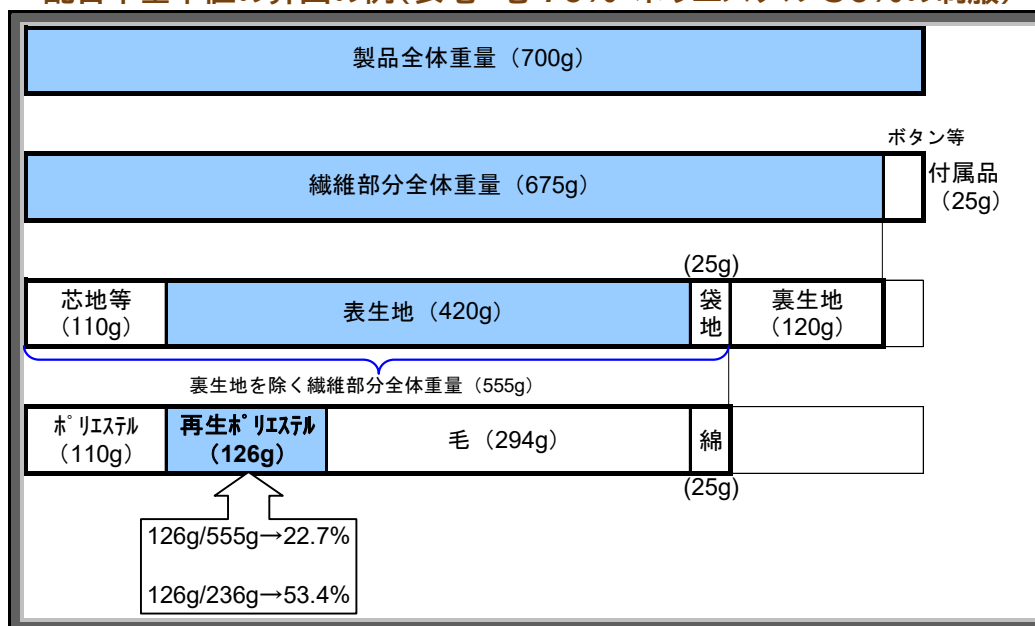 製品全体重量（700g）
ボタン等
繊維部分全体重量（675g）
付属品
（25g）
(25g)
芯地等
（110g）
表生地（420g）
袋
地
裏生地
（120g）
裏生地を除く繊維部分全体重量（555g）
ﾎﾟﾘｴｽﾃﾙ
（110g）
再生ﾎﾟﾘｴｽﾃﾙ
（126g）
毛（294g）
綿
(25g)
126g/555g→22.7%
126g/236g→53.4%